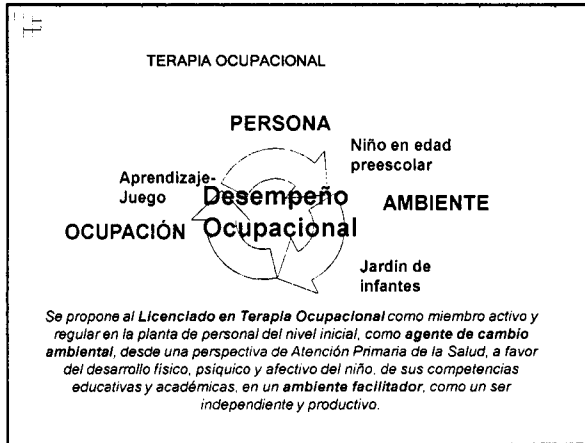 TERAPIA OCUPACIONAL
PERSONA
Niño en edad
preescolar
Aprendizaje-
Juego
Desempeño
Ocupacional
AMBIENTE
OCUPACIÓN
Jardín de
infantes
Se propone al Licenciado en Terapia Ocupacional como miembro activo y
regular en la planta de personal del nivel inicial, como agente de cambio
ambiental, desde una perspectiva de Atención Primaria de la Salud, a favor
del desarrollo físico, psíquico y afectivo del niño, de sus competencias
educativas y académicas, en un ambiente facilitador, como un ser
independiente y productivo.